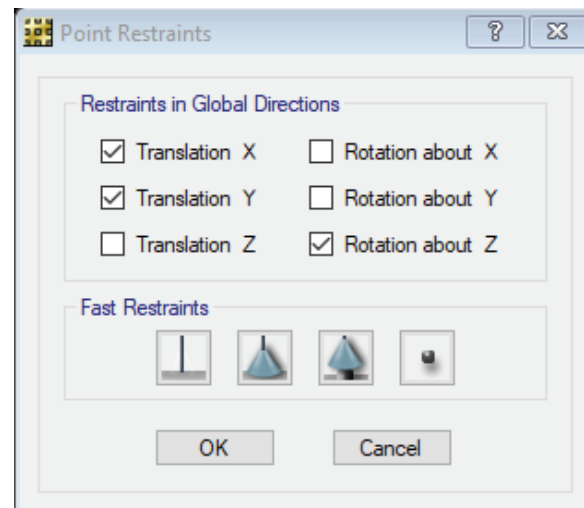 Point Restraints
Restraints in Global Directions
Translation X Rotation about X
Translation Y Rotation about Y
Translation Z Rotation about Z
Fast Restraints
OK Cancel